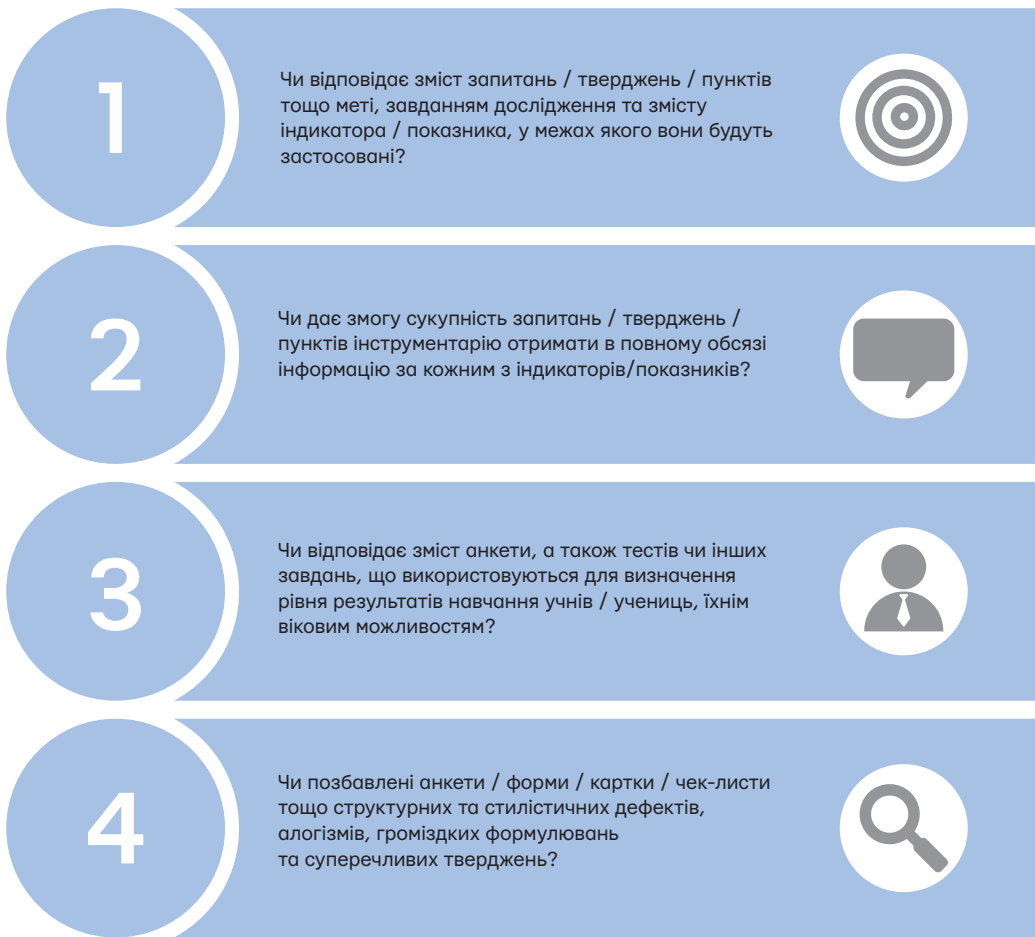 1
Чи відповідає зміст запитань / тверджень / пунктів
тощо меті, завданням дослідження та змісту
індикатора / показника, у межах якого вони будуть
застосовані?
2
Чи дає змогу сукупність запитань / тверджень /
пунктів інструментарію отримати в повному обсязі
інформацію за кожним з індикаторів/показників?
3
Чи відповідає зміст анкети, а також тестів чи інших
завдань, що використовуються для визначення
рівня результатів навчання учнів / учениць, їхнім
віковим можливостям?
4
Чи позбавлені анкети / форми / картки / чек-листи
тощо структурних та стилістичних дефектів,
алогізмів, громіздких формулювань
та суперечливих тверджень?